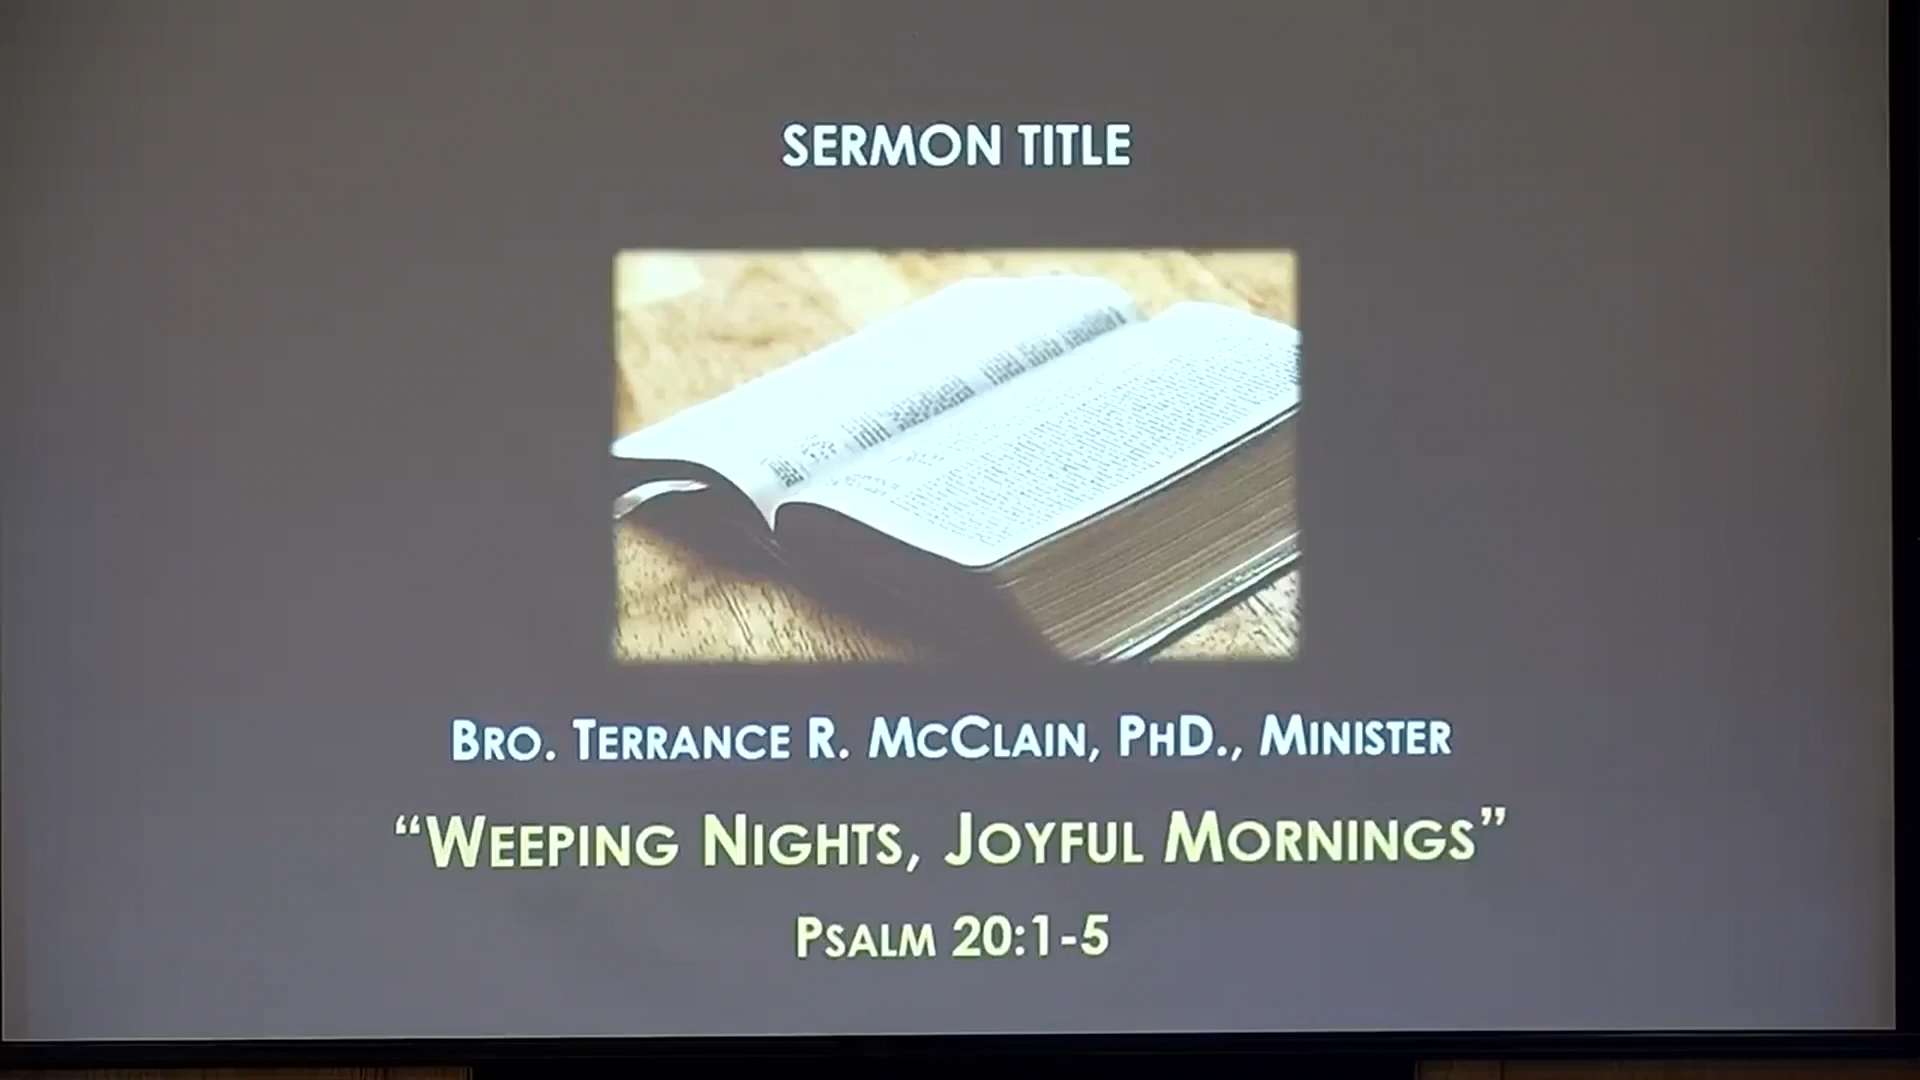 SERMON TITLE
BRO. TERRANCE R. MCCLAIN, PHD., MINISTER
“WEEPING NIGHTS, JOYFUL MORNINGS”
PSALM 20:1-5